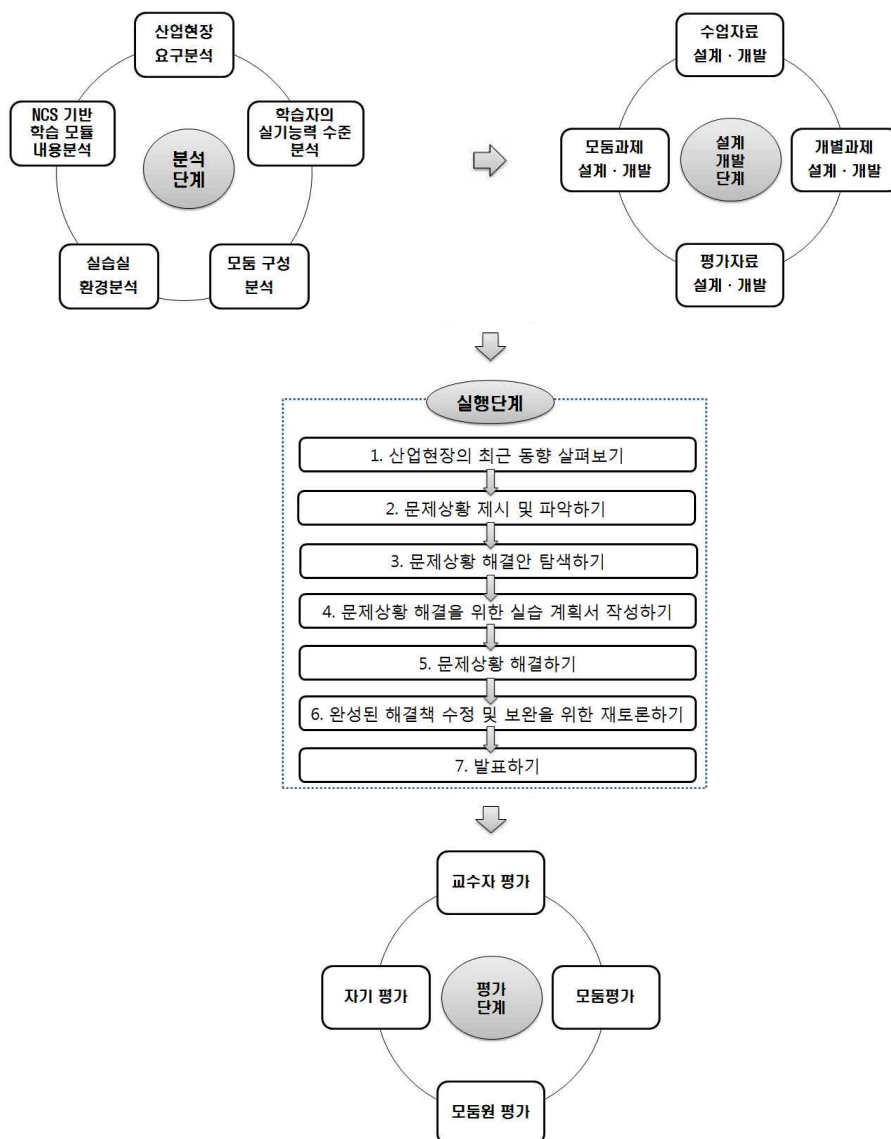 산업현장
요구분석
NCS 기반
학습 모듈
내용분석
학습자의
실기능력 수준
분석
분석
단계
실습실
환경분석
모둠 구성
분석
수업자료
설계 · 개발
모둠과제
설계 · 개발
설계
개발
단계
개별과제
설계 · 개발
평가자료
설계 · 개발
실행단계
1. 산업현장의 최근 동향 살펴보기
2. 문제상황 제시 및 파악하기
3. 문제상황 해결안 탐색하기
4. 문제상황 해결을 위한 실습 계획서 작성하기
5. 문제상황 해결하기
6. 완성된 해결책 수정 및 보완을 위한 재토론하기
7. 발표하기
교수자 평가
자기 평가
평가
단계
모둠평가
모둠원 평가